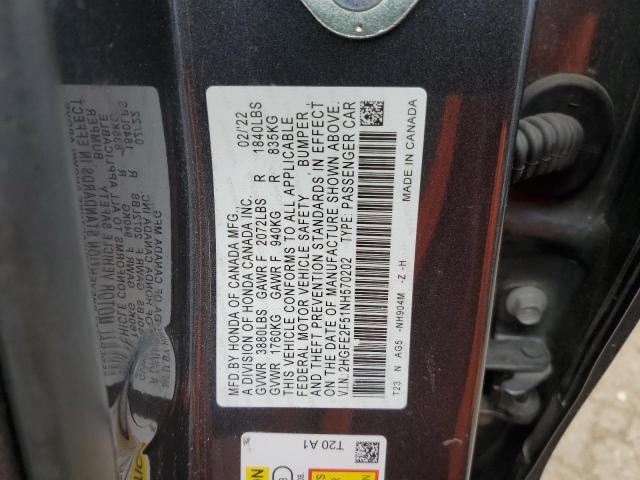 MFD.BY HONDA OF CANADA MFG. 02/'22
A DIVISION OF HONDA CANADA INC.
GVWR 3880LBS GAWR F 2072LBS R 1840LBS
GVWR 1760KG GAWR F 940KG R 835KG
THIS VEHICLE CONFORMS TO ALL APPLICABLE
FEDERAL MOTOR VEHICLE SAFETY BUMPER,
AND THEFT PREVENTION STANDARDS IN EFFECT
ON THE DATE OF MANUFACTURE SHOWN ABOVE.
V.I.N.:2HGFE2F51NH570202 TYPE:PASSENGER CAR
T23 N AG5 -NH904M -Z -H MADE IN CANADA
T20 A1